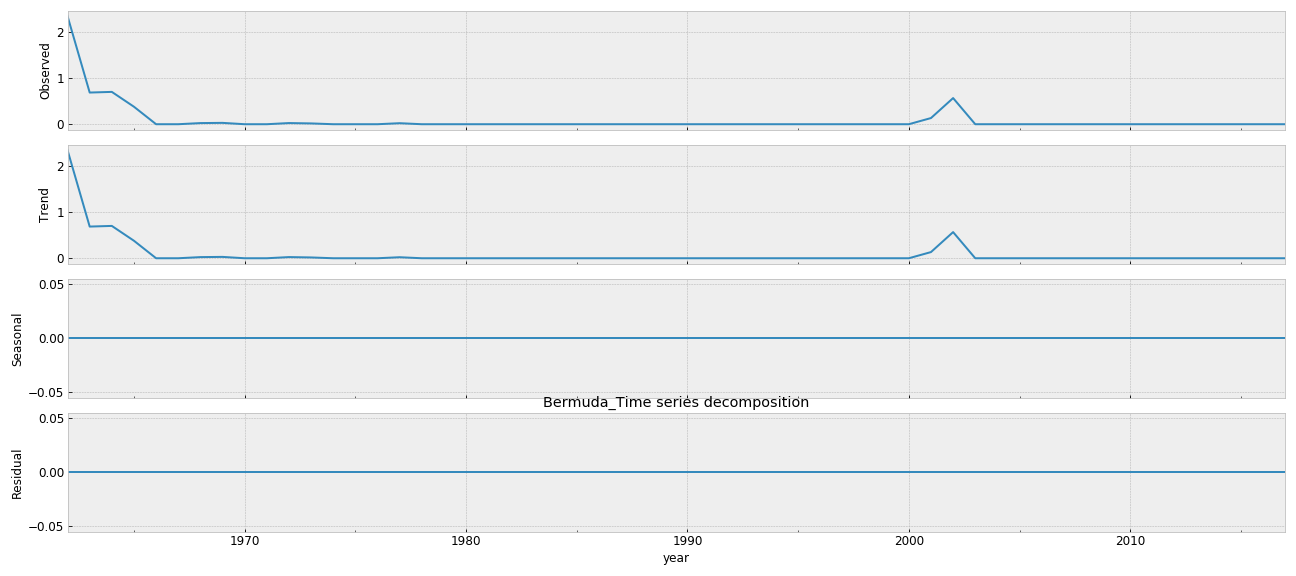 2
1
0
Observed
2
1
0
Trend
0.05
0.00
−0.05
Seasonal
Bermuda_Time series decomposition
0.05
0.00
−0.05
Residual
1970 1980 1990 2000 2010
year